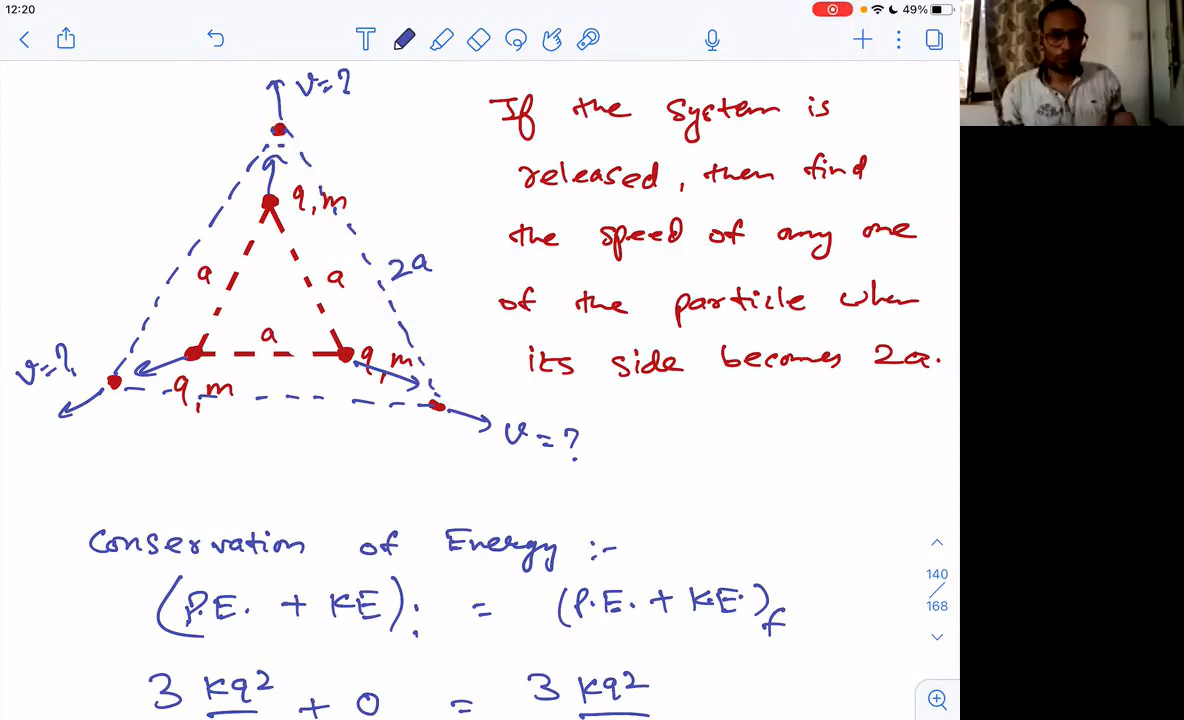 12:20
49%
T
v=?
If the system is
released, then find
the speed of any one
of the particle when
its side becomes 2a.
q,m
a
a
2a
a
v=?
q,m
q,m
v=?
Conservation of Energy :-
(P.E. + KE)i = (P.E. + K.E.)f
3 kq2 + 0 = 3 kq2
140
168